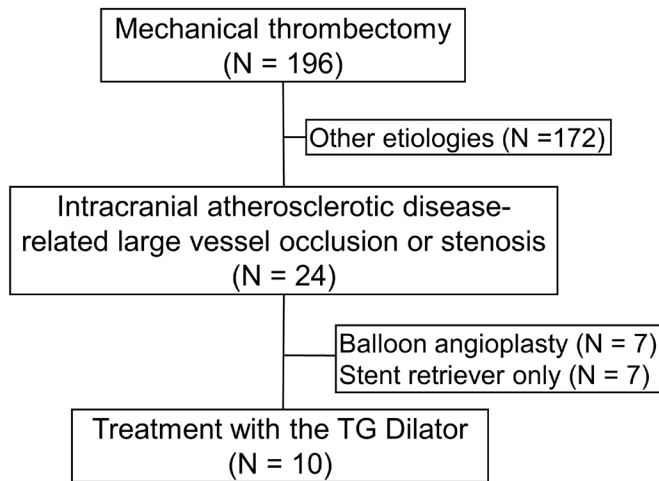 Mechanical thrombectomy
(N = 196)
Other etiologies (N =172)
Intracranial atherosclerotic disease-
related large vessel occlusion or stenosis
(N = 24)
Balloon angioplasty (N = 7)
Stent retriever only (N = 7)
Treatment with the TG Dilator
(N = 10)